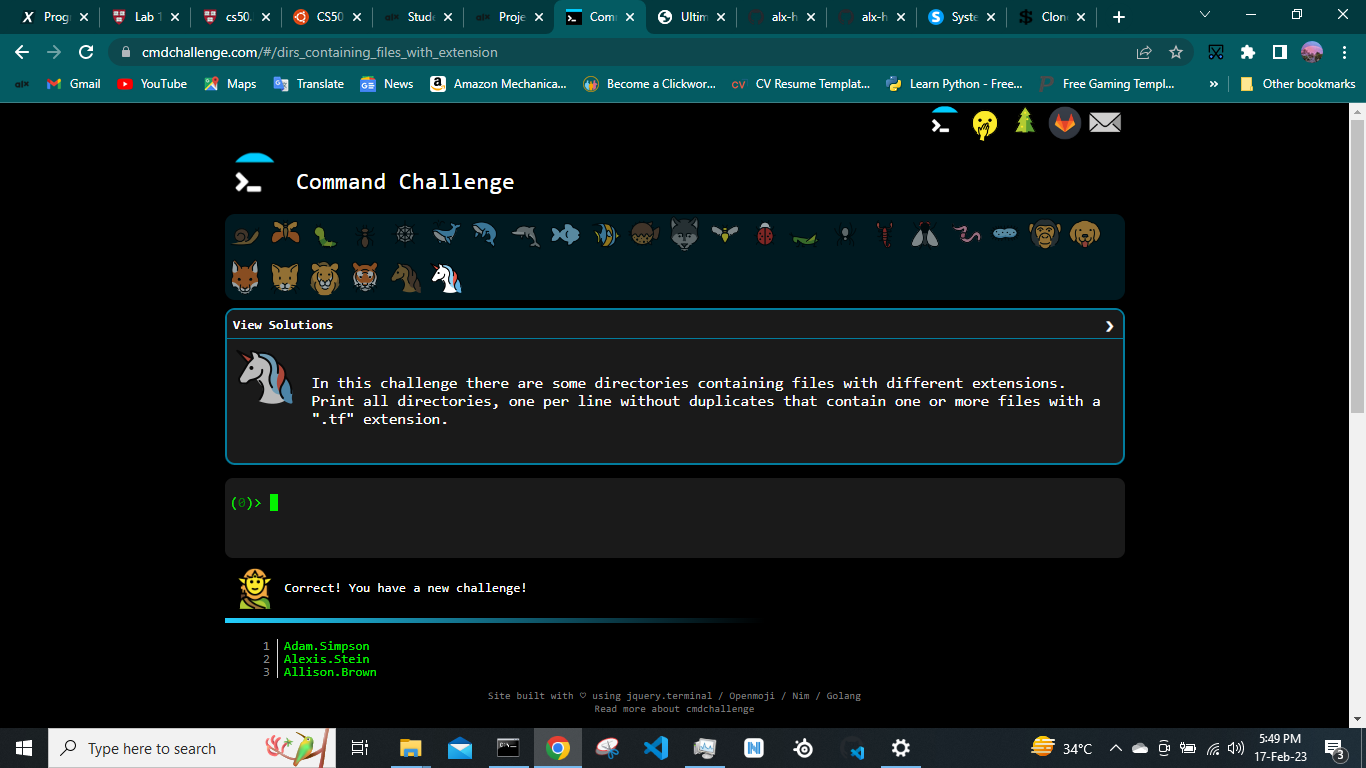 Prog
Lab 1
cs50.
CS50
Stude
Proje
Com
Ultim
alx-h
alx-h
Syste
Clon
cmdchallenge.com/#/dirs_containing_files_with_extension
Gmail
YouTube
Maps
Translate
News
Amazon Mechanica...
Become a Clickwor...
CV Resume Templat...
Learn Python - Free...
Free Gaming Templ...
»
Other bookmarks
Command Challenge
View Solutions
In this challenge there are some directories containing files with different extensions.
Print all directories, one per line without duplicates that contain one or more files with a
".tf" extension.
(0)>
Correct! You have a new challenge!
1 Adam.Simpson
2 Alexis.Stein
3 Allison.Brown
Site built with ♡ using jquery.terminal / Openmoji / Nim / Golang
Read more about cmdchallenge
Type here to search
34°C
5:49 PM
17-Feb-23
3